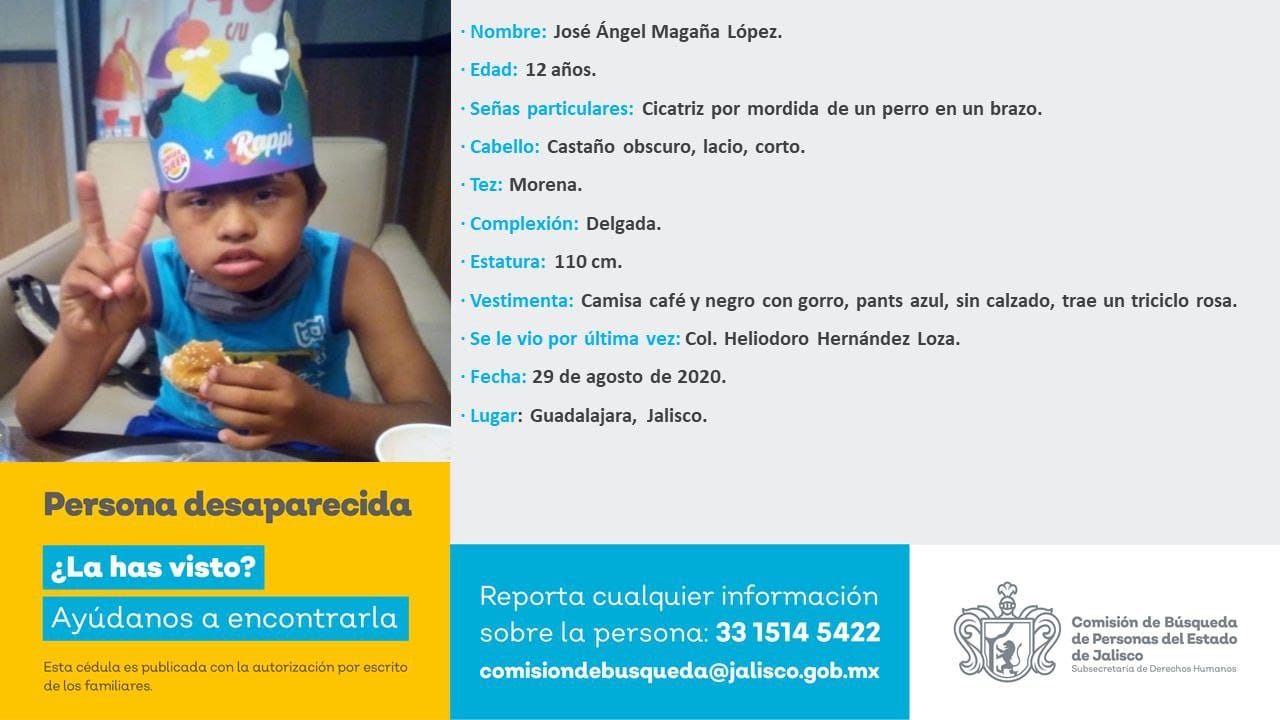 C/U
BURGER
QUEER
x
Rappi
· Nombre: José Ángel Magaña López.
· Edad: 12 años.
· Señas particulares: Cicatriz por mordida de un perro en un brazo.
· Cabello: Castaño obscuro, lacio, corto.
· Tez: Morena.
· Complexión: Delgada.
· Estatura: 110 cm.
· Vestimenta: Camisa café y negro con gorro, pants azul, sin calzado, trae un triciclo rosa.
· Se le vio por última vez: Col. Heliodoro Hernández Loza.
· Fecha: 29 de agosto de 2020.
· Lugar: Guadalajara, Jalisco.
Persona desaparecida
¿La has visto?
Ayúdanos a encontrarla
Esta cédula es publicada con la autorización por escrito
de los familiares.
Reporta cualquier información
sobre la persona: 33 1514 5422
comisiondebusqueda@jalisco.gob.mx
Comisión de Búsqueda
de Personas del Estado
de Jalisco
Subsecretaría de Derechos Humanos